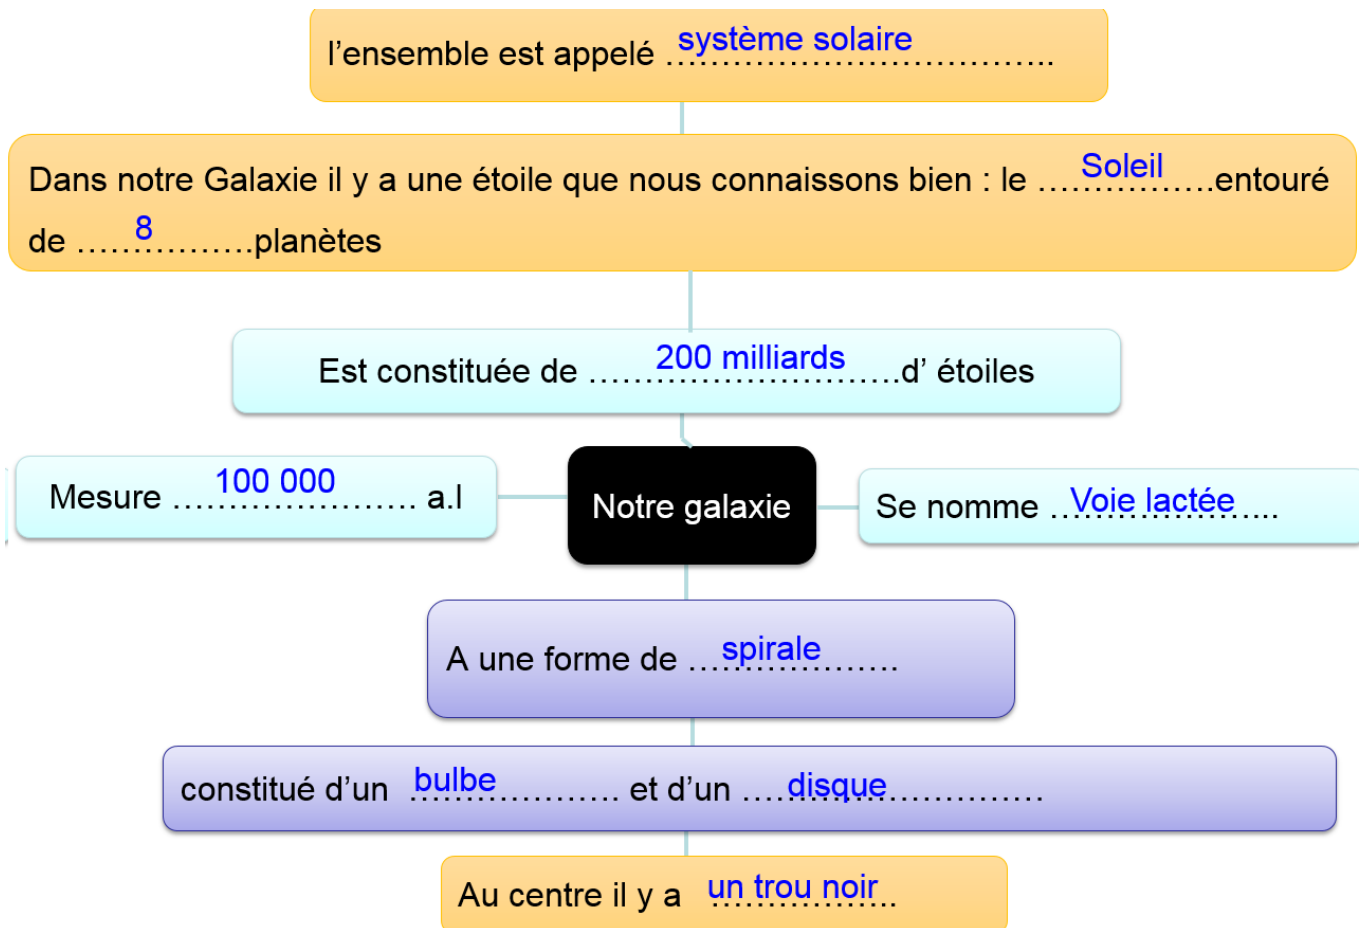 l’ensemble est appelé système solaire……………………………..
Dans notre Galaxie il y a une étoile que nous connaissons bien : le Soleil…………….entouré
de 8…………….planètes
Est constituée de 200 milliards……………………….d’ étoiles
Mesure 100 000…………………. a.l
Notre galaxie
Se nomme Voie lactée…………………..
A une forme de spirale……………….
constitué d’un bulbe………………. et d’un disque………………………
Au centre il y a un trou noir……………..